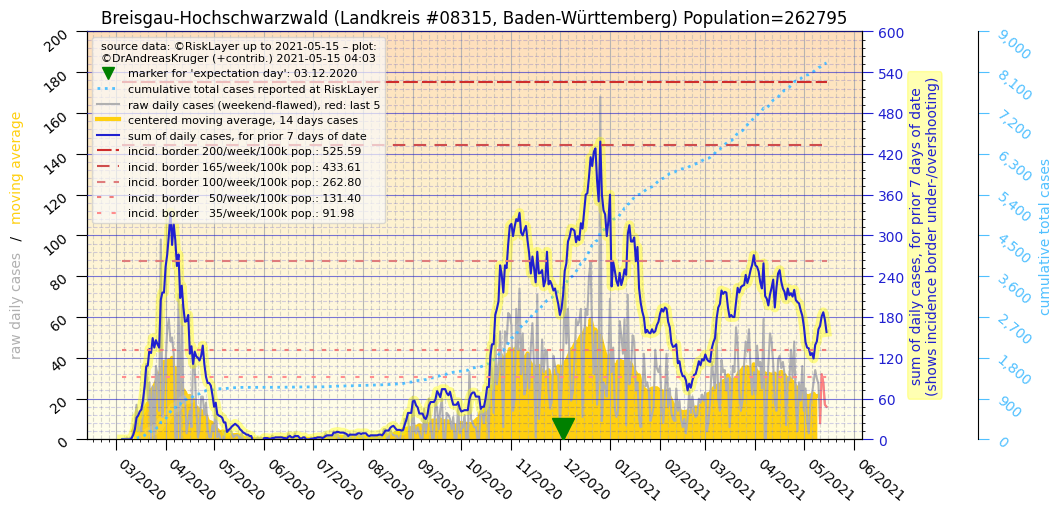 Breisgau-Hochschwarzwald (Landkreis #08315, Baden-Württemberg) Population=262795
source data: ©RiskLayer up to 2021-05-15 – plot:
©DrAndreasKruger (+contrib.) 2021-05-15 04:03
marker for 'expectation day': 03.12.2020
cumulative total cases reported at RiskLayer
raw daily cases (weekend-flawed), red: last 5
centered moving average, 14 days cases
sum of daily cases, for prior 7 days of date
incid. border 200/week/100k pop.: 525.59
incid. border 165/week/100k pop.: 433.61
incid. border 100/week/100k pop.: 262.80
incid. border 50/week/100k pop.: 131.40
incid. border 35/week/100k pop.: 91.98
raw daily cases / moving average
200
180
160
140
120
100
80
60
40
20
0
03/2020
04/2020
05/2020
06/2020
07/2020
08/2020
09/2020
10/2020
11/2020
12/2020
01/2021
02/2021
03/2021
04/2021
05/2021
06/2021
600
540
480
420
360
300
240
180
120
60
0
sum of daily cases, for prior 7 days of date
(shows incidence border under-/overshooting)
9,000
8,100
7,200
6,300
5,400
4,500
3,600
2,700
1,800
900
0
cumulative total cases